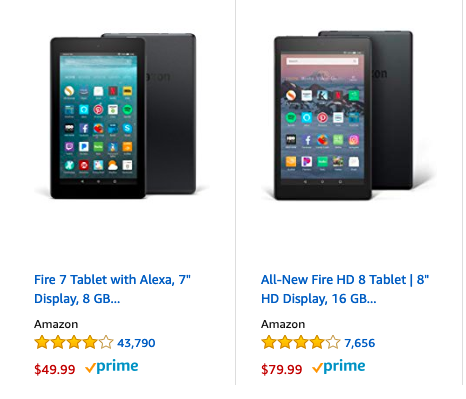 Fire 7 Tablet with Alexa, 7"
Display, 8 GB...
Amazon
43,790
$49.99 prime
All-New Fire HD 8 Tablet | 8"
HD Display, 16 GB...
Amazon
7,656
$79.99 prime